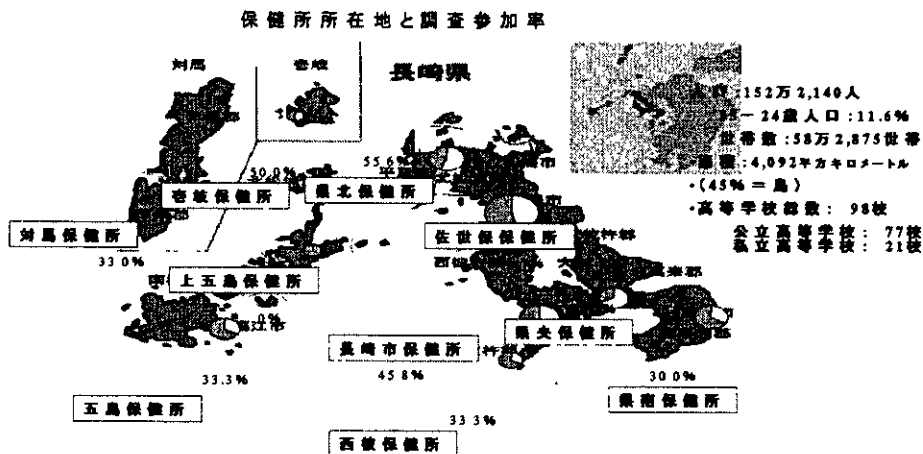 保健所所在地と調査参加率
対馬
壱岐
長崎県
:152万2,140人
24歳人口:11.6%
世帯数:58万2,875世帯
:4,092平方キロメートル
・(45%=島)
・高等学校総数: 98校
公立高等学校: 77校
私立高等学校: 21校
50.0%
55.6%
壱岐保健所
県北保健所
対馬保健所
33.0%
佐世保保健所
上五島保健所
長崎市保健所
45.8%
県央保健所
33.3%
30.0%
五島保健所
県南保健所
33.3%
西彼保健所